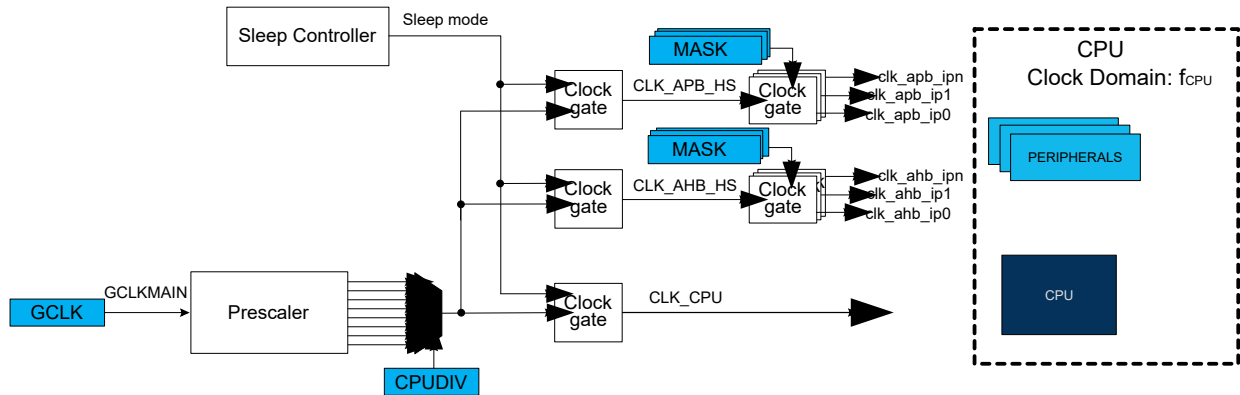 Sleep Controller
Sleep mode
MASK
Clock
gate
CLK_APB_HS
Clock
gate
clk_apb_ipn
clk_apb_ip1
clk_apb_ip0
MASK
Clock
gate
CLK_AHB_HS
Clock
gate
clk_ahb_ipn
clk_ahb_ip1
clk_ahb_ip0
GCLK
GCLKMAIN
Prescaler
CPUDIV
Clock
gate
CLK_CPU
CPU
Clock Domain: fCPU
PERIPHERALS
CPU